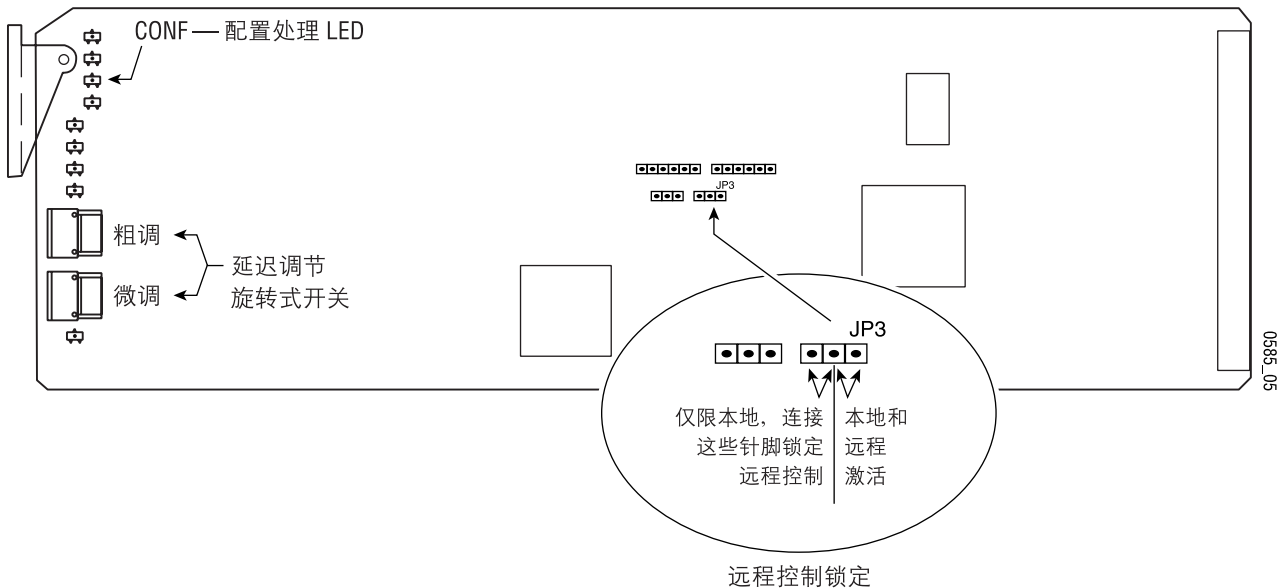 CONF — 配置处理 LED
JP3
粗调
延迟调节
微调
旋转式开关
JP3
仅限本地，连接
这些针脚锁定
远程控制
本地和
远程
激活
远程控制锁定
0585_05